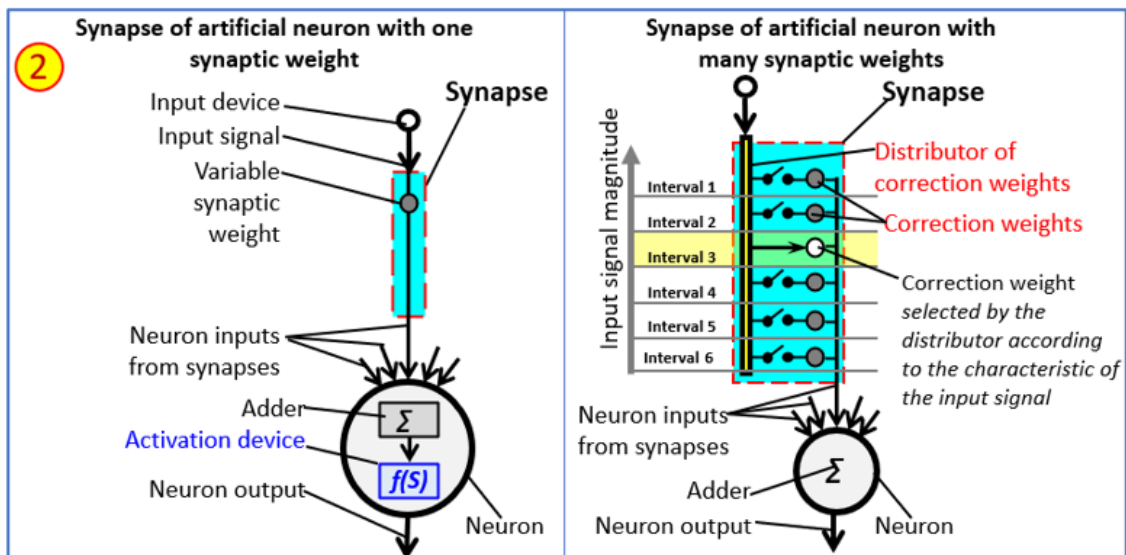 2
Synapse of artificial neuron with one
synaptic weight
Input device
Synapse
Input signal
Variable
synaptic
weight
Neuron inputs
from synapses
Adder
Σ
Activation device
f(S)
Neuron output
Neuron
Synapse of artificial neuron with
many synaptic weights
Synapse
Input signal magnitude
Distributor of
correction weights
Interval 1
Interval 2
Correction weights
Interval 3
Interval 4
Interval 5
Interval 6
Correction weight
selected by the
distributor according
to the characteristic of
the input signal
Neuron inputs
from synapses
Σ
Adder
Neuron output
Neuron